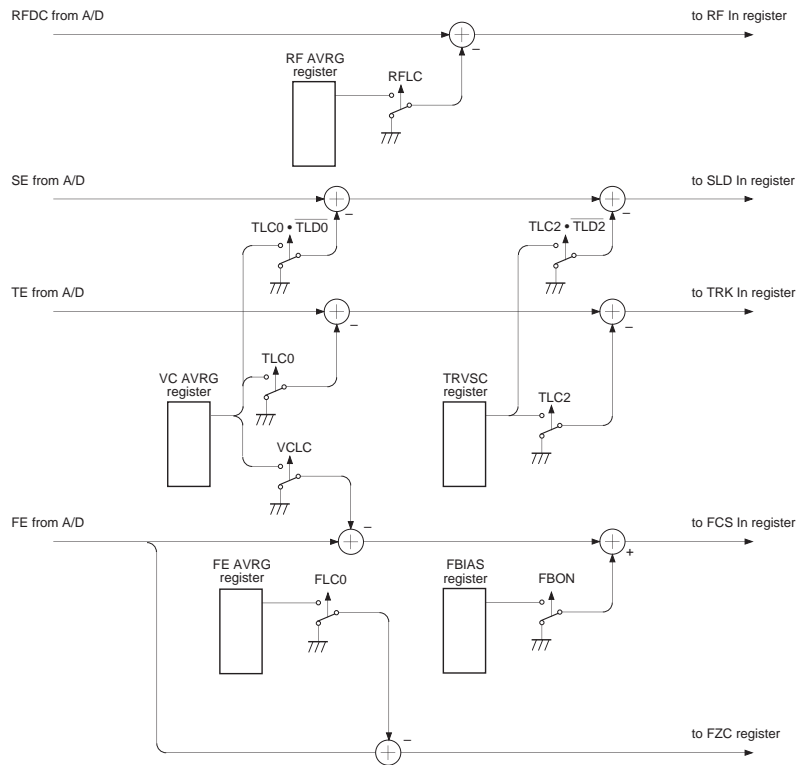 RFDC from A/D
to RF In register
−
RF AVRG
register
RFLC
SE from A/D
to SLD In register
−
−
TLC0 • T̅L̅D̅0̅
TLC2 • T̅L̅D̅2̅
TE from A/D
to TRK In register
−
−
TLC0
VC AVRG
register
TRVSC
register
TLC2
VCLC
FE from A/D
−
to FCS In register
+
FE AVRG
register
FLC0
FBIAS
register
FBON
to FZC register
−